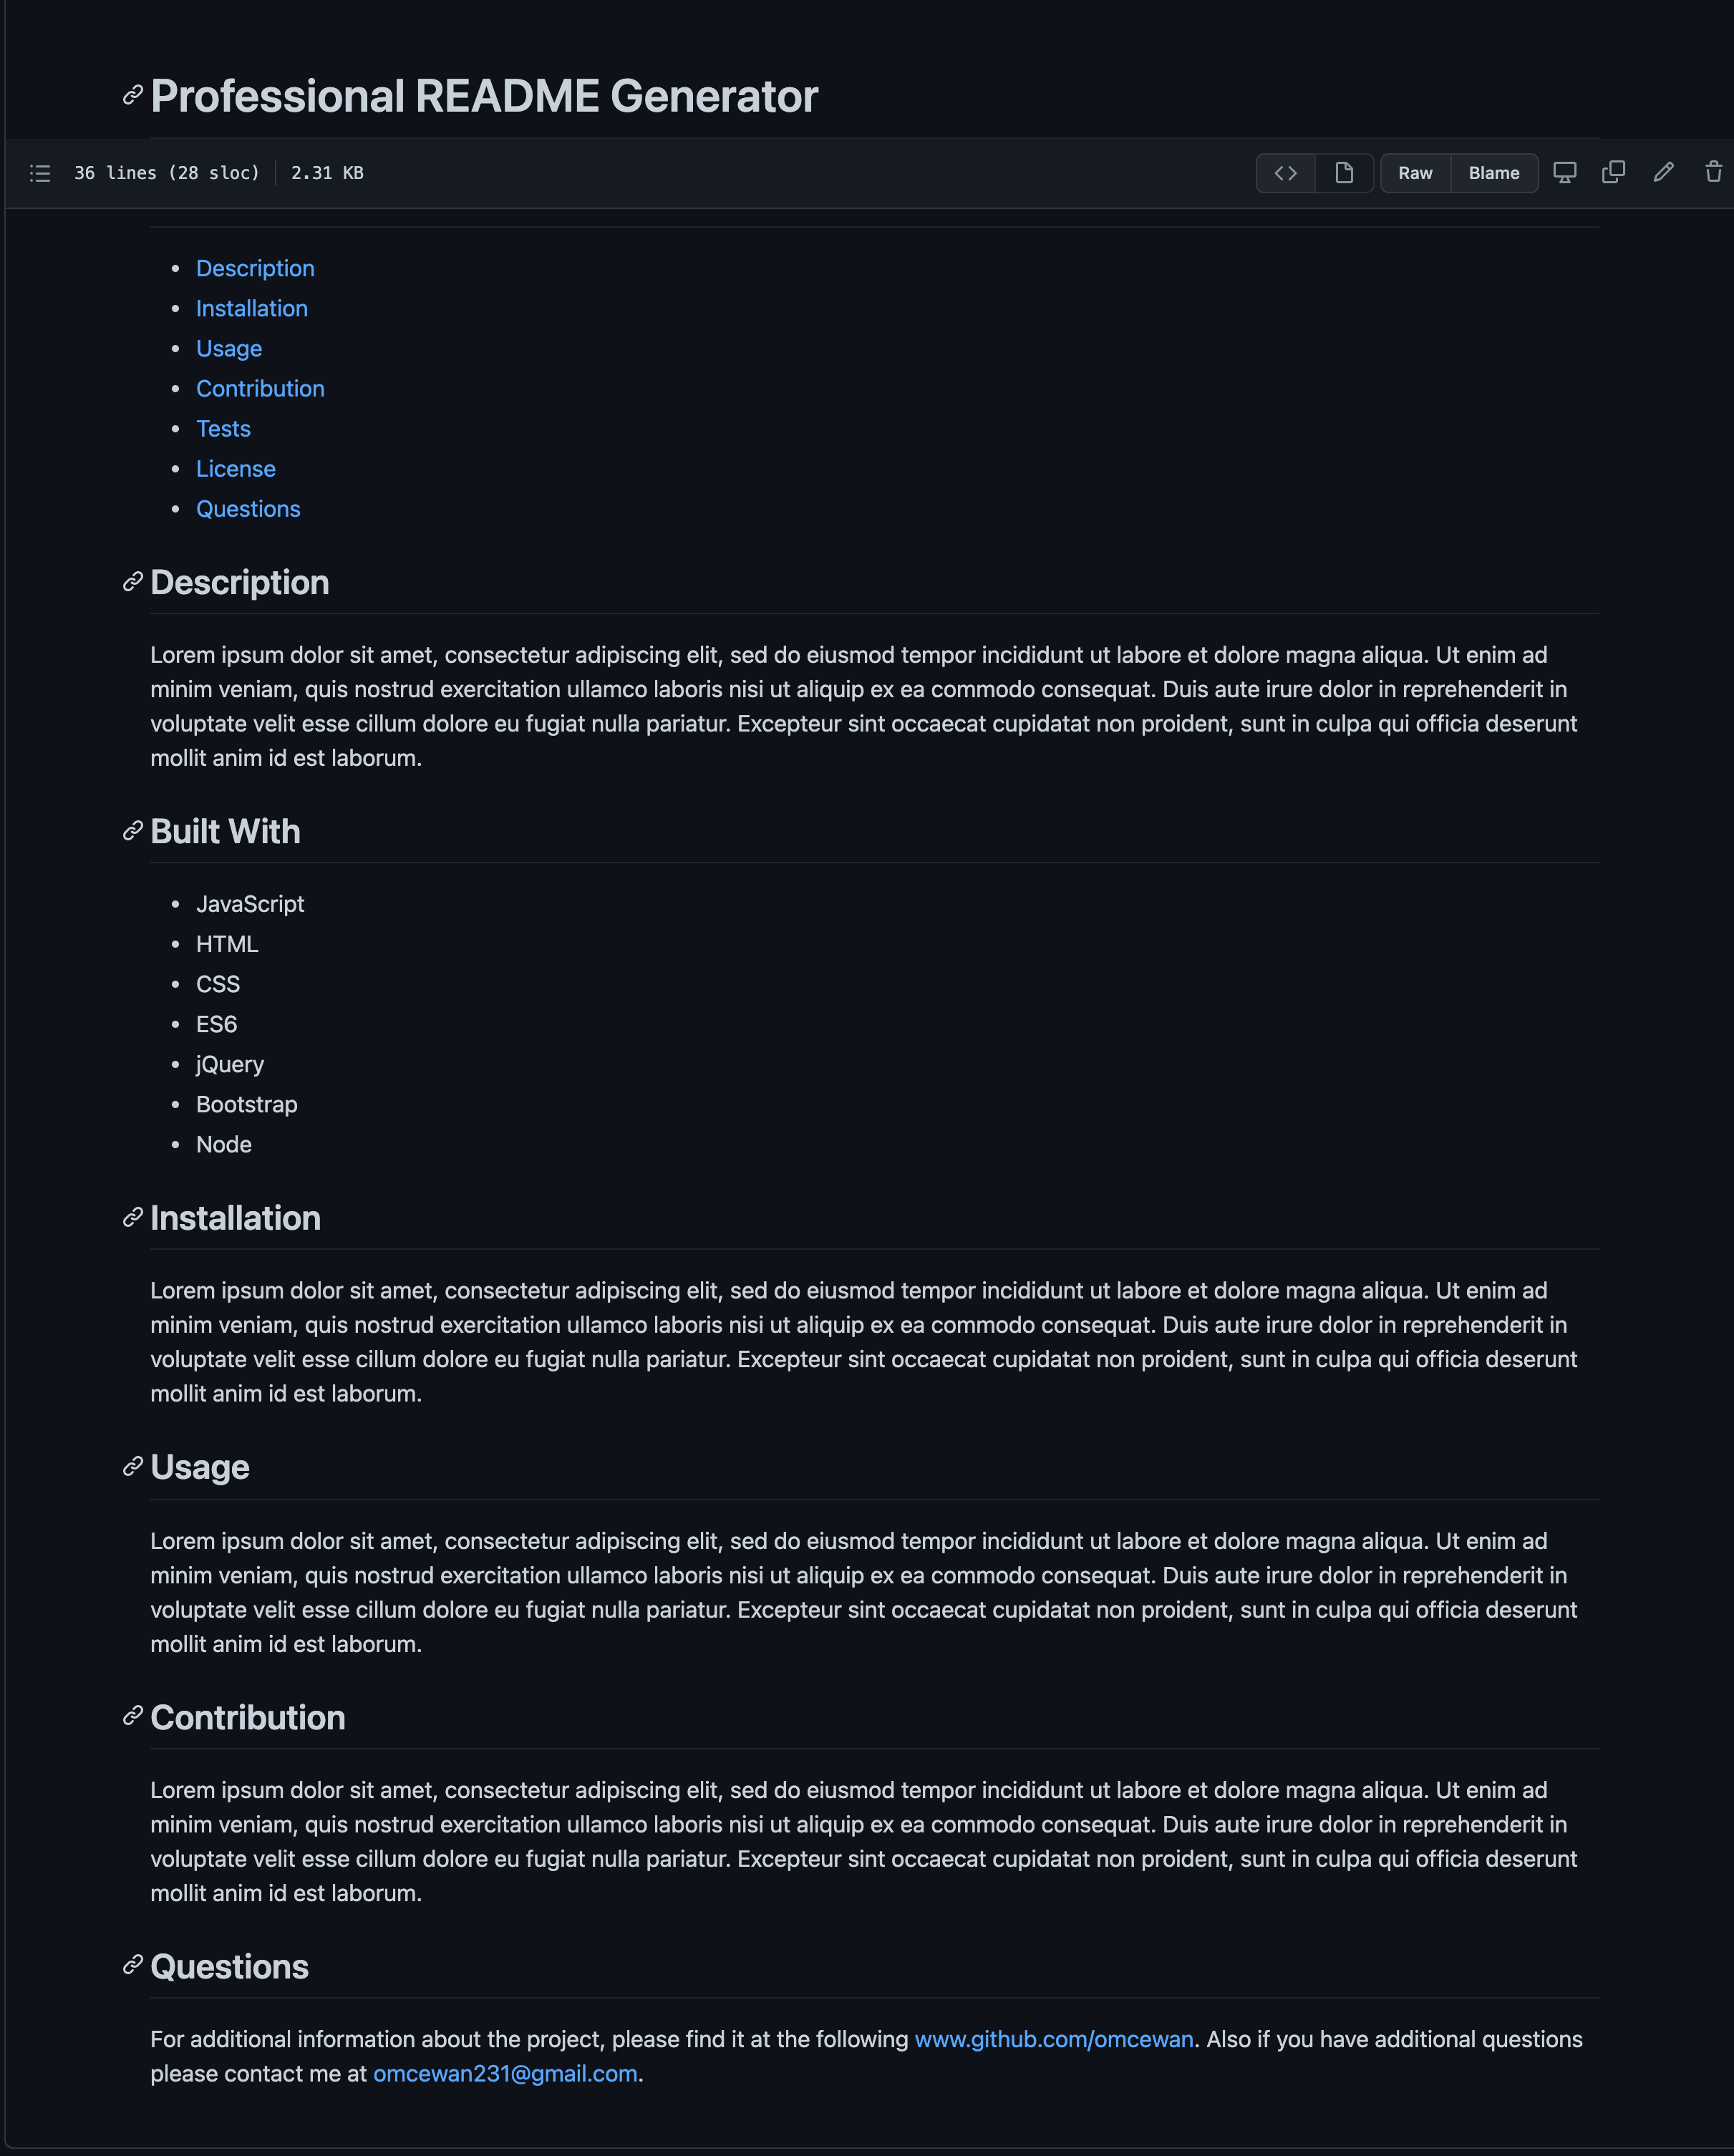 Professional README Generator
36 lines (28 sloc) 2.31 KB Raw Blame
Description
Installation
Usage
Contribution
Tests
License
Questions
Description
Lorem ipsum dolor sit amet, consectetur adipiscing elit, sed do eiusmod tempor incididunt ut labore et dolore magna aliqua. Ut enim ad
minim veniam, quis nostrud exercitation ullamco laboris nisi ut aliquip ex ea commodo consequat. Duis aute irure dolor in reprehenderit in
voluptate velit esse cillum dolore eu fugiat nulla pariatur. Excepteur sint occaecat cupidatat non proident, sunt in culpa qui officia deserunt
mollit anim id est laborum.
Built With
JavaScript
HTML
CSS
ES6
jQuery
Bootstrap
Node
Installation
Lorem ipsum dolor sit amet, consectetur adipiscing elit, sed do eiusmod tempor incididunt ut labore et dolore magna aliqua. Ut enim ad
minim veniam, quis nostrud exercitation ullamco laboris nisi ut aliquip ex ea commodo consequat. Duis aute irure dolor in reprehenderit in
voluptate velit esse cillum dolore eu fugiat nulla pariatur. Excepteur sint occaecat cupidatat non proident, sunt in culpa qui officia deserunt
mollit anim id est laborum.
Usage
Lorem ipsum dolor sit amet, consectetur adipiscing elit, sed do eiusmod tempor incididunt ut labore et dolore magna aliqua. Ut enim ad
minim veniam, quis nostrud exercitation ullamco laboris nisi ut aliquip ex ea commodo consequat. Duis aute irure dolor in reprehenderit in
voluptate velit esse cillum dolore eu fugiat nulla pariatur. Excepteur sint occaecat cupidatat non proident, sunt in culpa qui officia deserunt
mollit anim id est laborum.
Contribution
Lorem ipsum dolor sit amet, consectetur adipiscing elit, sed do eiusmod tempor incididunt ut labore et dolore magna aliqua. Ut enim ad
minim veniam, quis nostrud exercitation ullamco laboris nisi ut aliquip ex ea commodo consequat. Duis aute irure dolor in reprehenderit in
voluptate velit esse cillum dolore eu fugiat nulla pariatur. Excepteur sint occaecat cupidatat non proident, sunt in culpa qui officia deserunt
mollit anim id est laborum.
Questions
For additional information about the project, please find it at the following www.github.com/omcewan. Also if you have additional questions
please contact me at omcewan231@gmail.com.